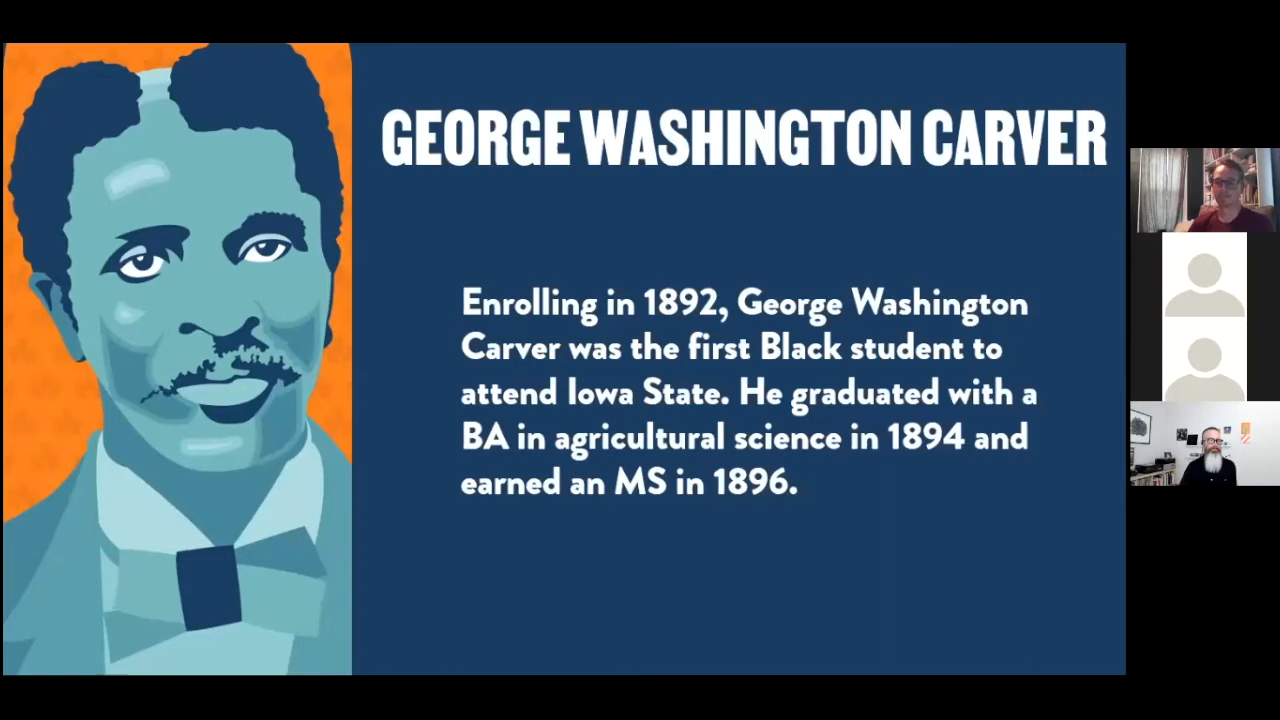 GEORGE WASHINGTON CARVER
Enrolling in 1892, George Washington
Carver was the first Black student to
attend Iowa State. He graduated with a
BA in agricultural science in 1894 and
earned an MS in 1896.